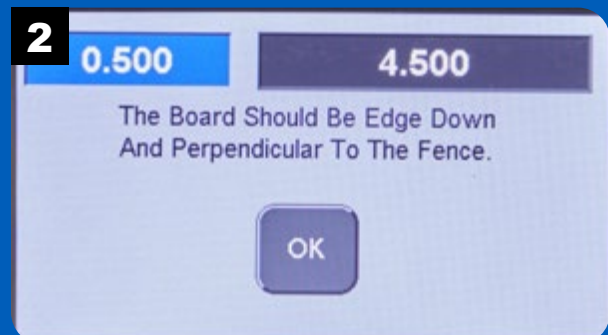 2
0.500 4.500
The Board Should Be Edge Down
And Perpendicular To The Fence.
OK